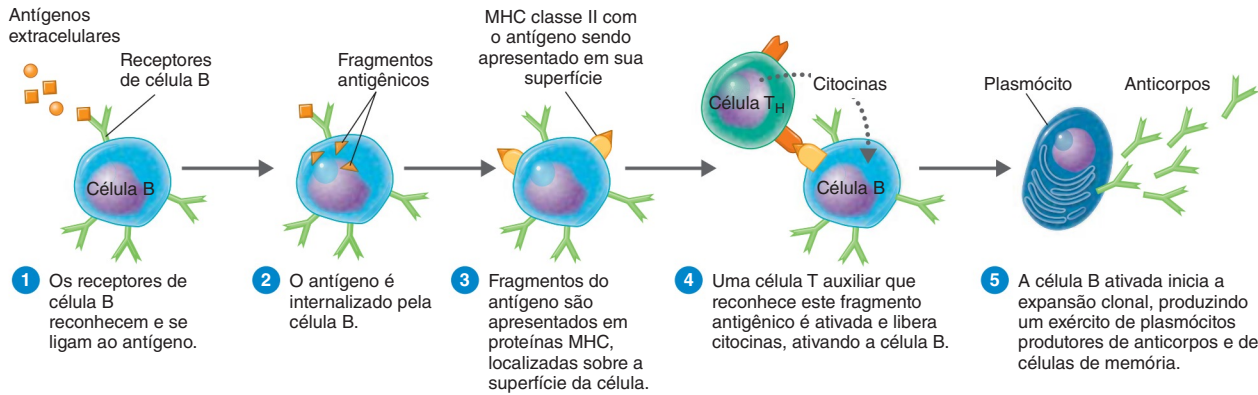 Antígenos
extracelulares
Receptores
de célula B
Célula B
Fragmentos
antigênicos
MHC classe II com
o antígeno sendo
apresentado em sua
superfície
Célula TH
Citocinas
Célula B
Plasmócito
Anticorpos
1 Os receptores de
célula B
reconhecem e se
ligam ao antígeno.
2 O antígeno é
internalizado pela
célula B.
3 Fragmentos do
antígeno são
apresentados em
proteínas MHC,
localizadas sobre a
superfície da célula.
4 Uma célula T auxiliar que
reconhece este fragmento
antigênico é ativada e libera
citocinas, ativando a célula B.
5 A célula B ativada inicia a
expansão clonal, produzindo
um exército de plasmócitos
produtores de anticorpos e de
células de memória.